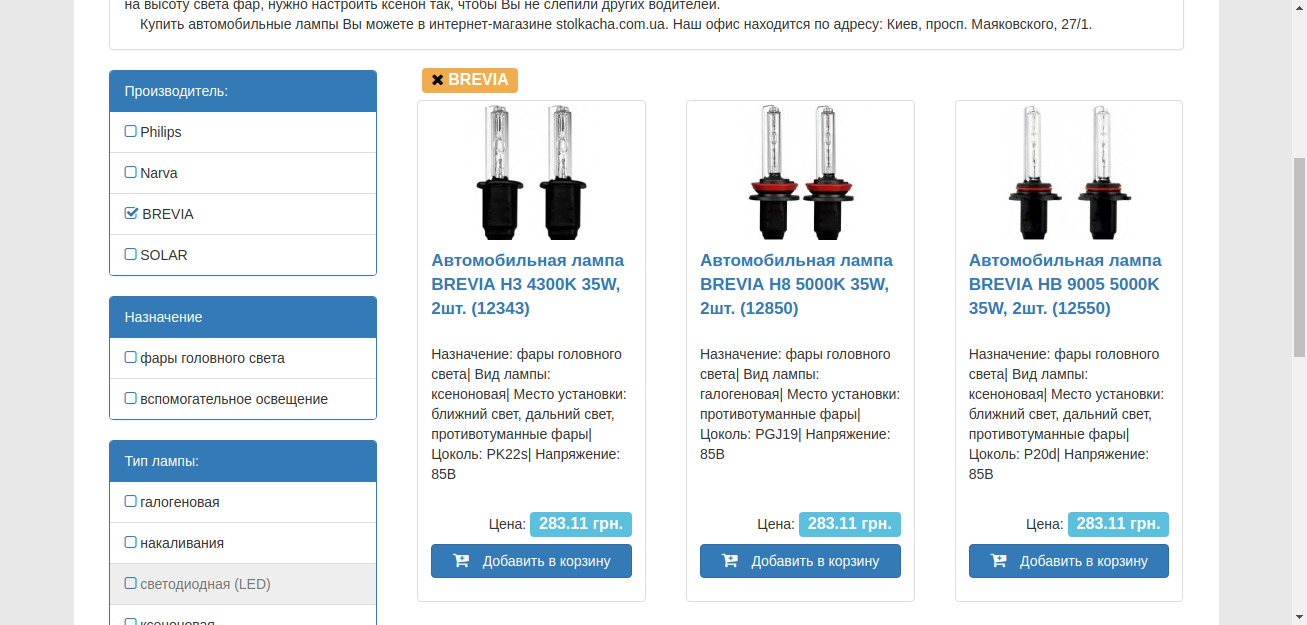 на высоту света фар, нужно настроить ксенон так, чтобы Вы не слепили других водителей.
Купить автомобильные лампы Вы можете в интернет-магазине stolkacha.com.ua. Наш офис находится по адресу: Киев, просп. Маяковского, 27/1.
Производитель:
Philips
Narva
BREVIA
SOLAR
Назначение
фары головного света
вспомогательное освещение
Тип лампы:
галогеновая
накаливания
светодиодная (LED)
ксеноновая
BREVIA
Автомобильная лампа
BREVIA H3 4300K 35W,
2шт. (12343)
Назначение: фары головного
света| Вид лампы:
ксеноновая| Место установки:
ближний свет, дальний свет,
противотуманные фары|
Цоколь: PK22s| Напряжение:
85В
Цена: 283.11 грн.
Добавить в корзину
Автомобильная лампа
BREVIA H8 5000K 35W,
2шт. (12850)
Назначение: фары головного
света| Вид лампы:
галогеновая| Место установки:
противотуманные фары|
Цоколь: PGJ19| Напряжение:
85В
Цена: 283.11 грн.
Добавить в корзину
Автомобильная лампа
BREVIA HB 9005 5000K
35W, 2шт. (12550)
Назначение: фары головного
света| Вид лампы:
ксеноновая| Место установки:
ближний свет, дальний свет,
противотуманные фары|
Цоколь: P20d| Напряжение:
85В
Цена: 283.11 грн.
Добавить в корзину